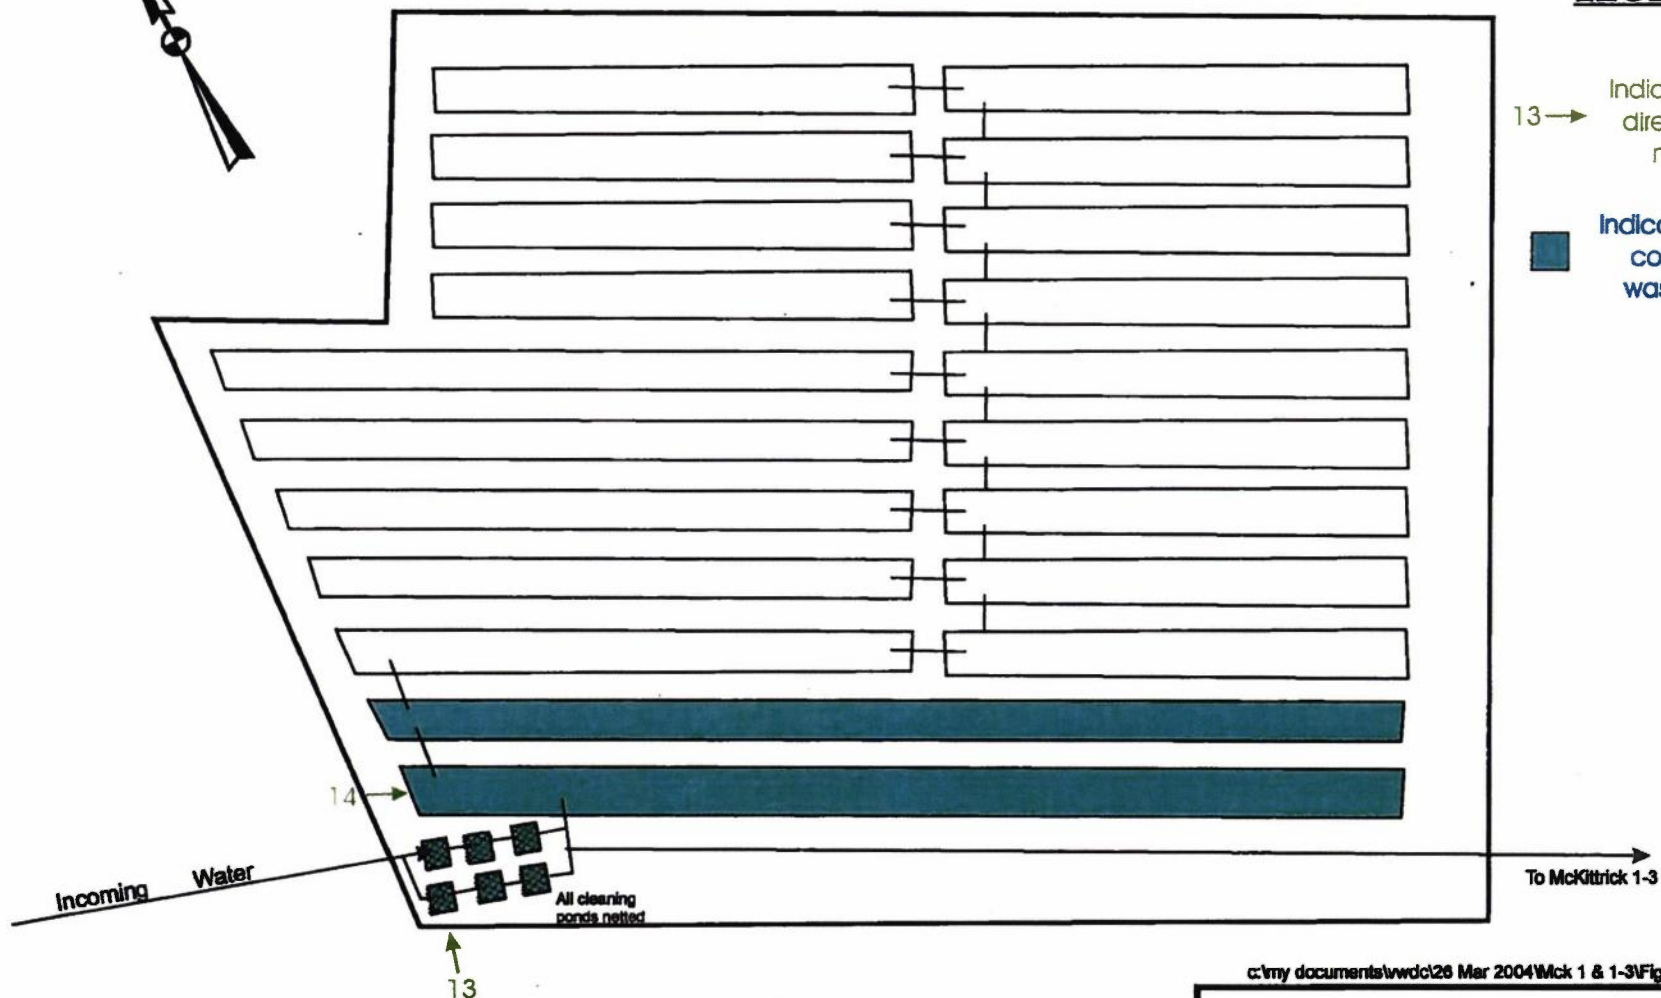 13
14
Incoming Water
All cleaning
ponds netted
To McKittrick 1-3
13
c:\my documents\vwdc\26 Mar 2004\Mck 1 & 1-3\Fig